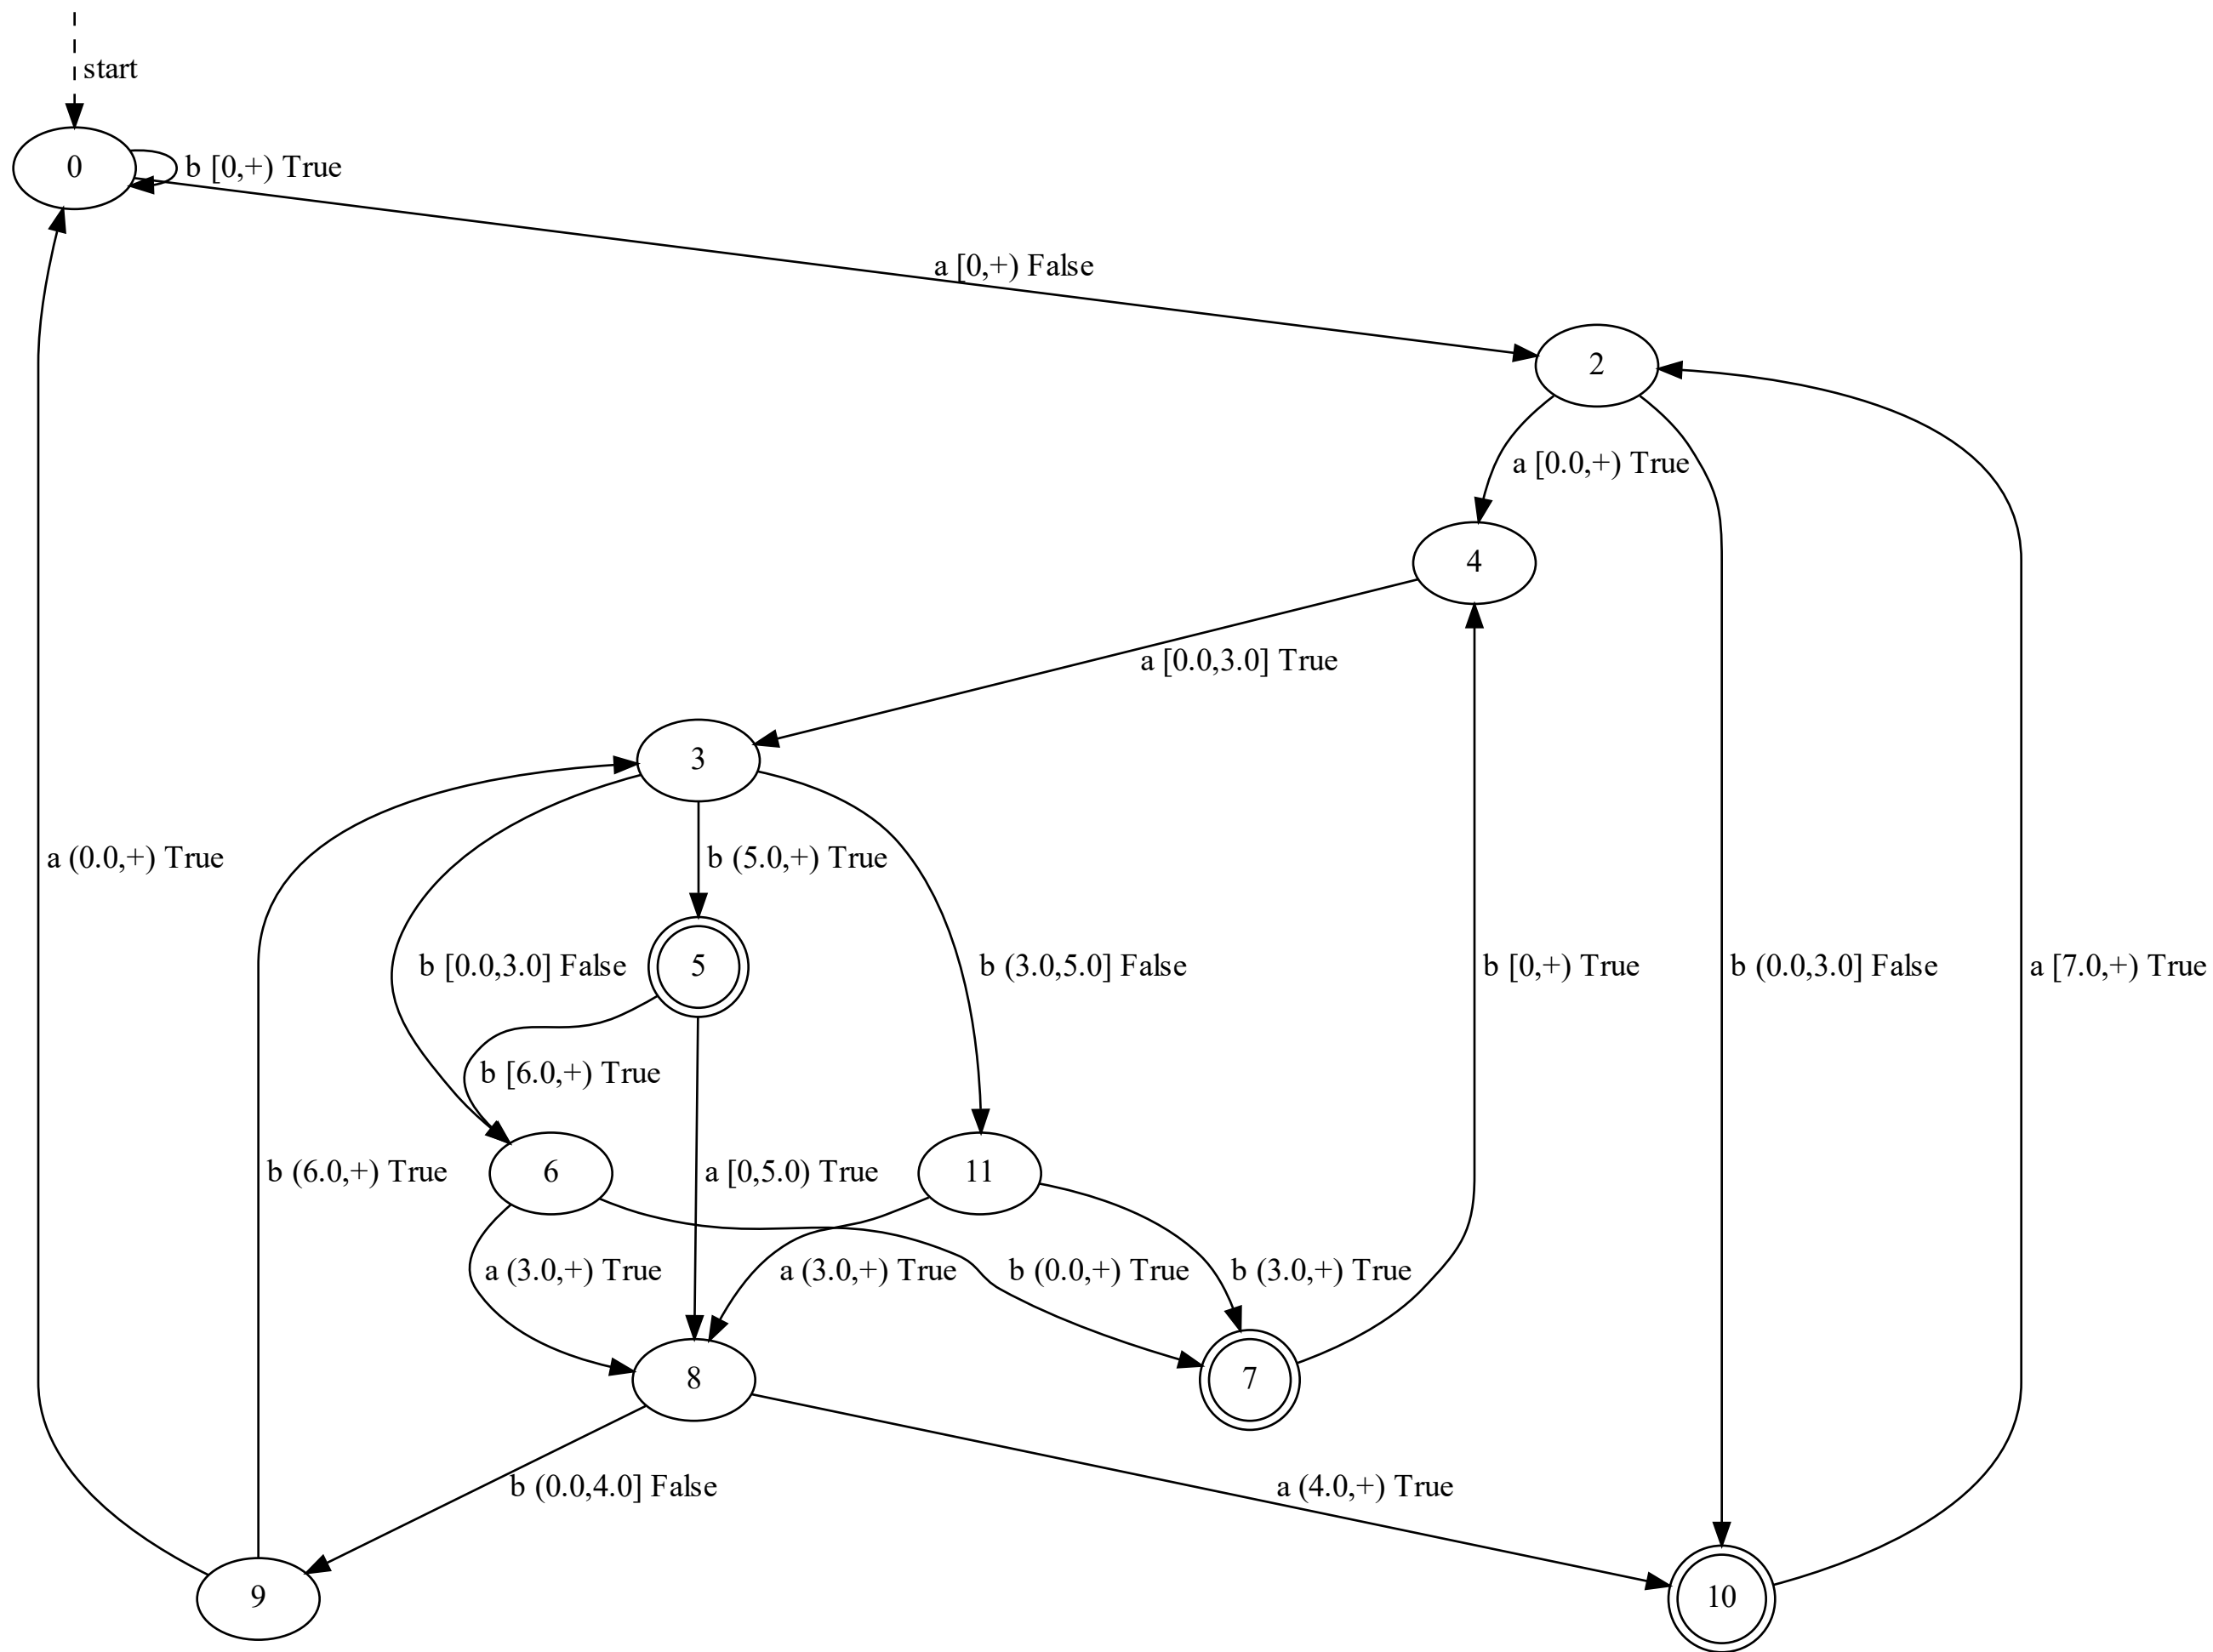 start
0
b [0,+) True
a [0,+) False
2
a [0.0,+) True
4
a [0.0,3.0] True
3
a (0.0,+) True
b (5.0,+) True
b [0.0,3.0] False
5
b (3.0,5.0] False
b [0,+) True
b (0.0,3.0] False
a [7.0,+) True
b [6.0,+) True
b (6.0,+) True
6
a [0,5.0) True
11
a (3.0,+) True
a (3.0,+) True
b (0.0,+) True
b (3.0,+) True
8
7
b (0.0,4.0] False
a (4.0,+) True
9
10